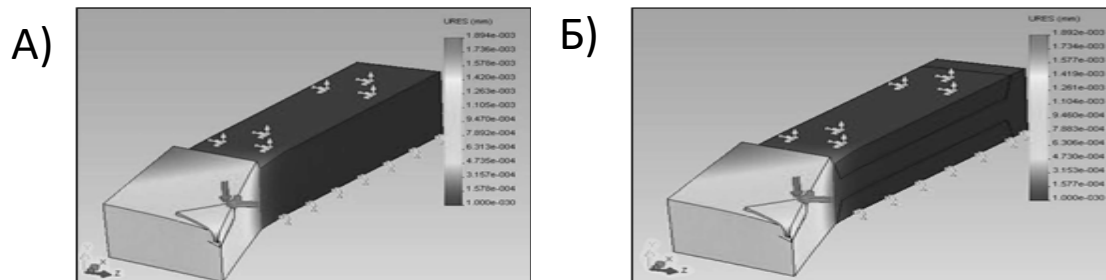 А)
URES (mm)
1.894e-003
1.736e-003
1.578e-003
1.420e-003
1.263e-003
1.105e-003
9.470e-004
7.892e-004
6.313e-004
4.735e-004
3.157e-004
1.578e-004
1.000e-030
Y
X
Z
Б)
URES (mm)
1.892e-003
1.734e-003
1.577e-003
1.419e-003
1.261e-003
1.104e-003
9.460e-004
7.883e-004
6.306e-004
4.730e-004
3.153e-004
1.577e-004
1.000e-030
Y
X
Z